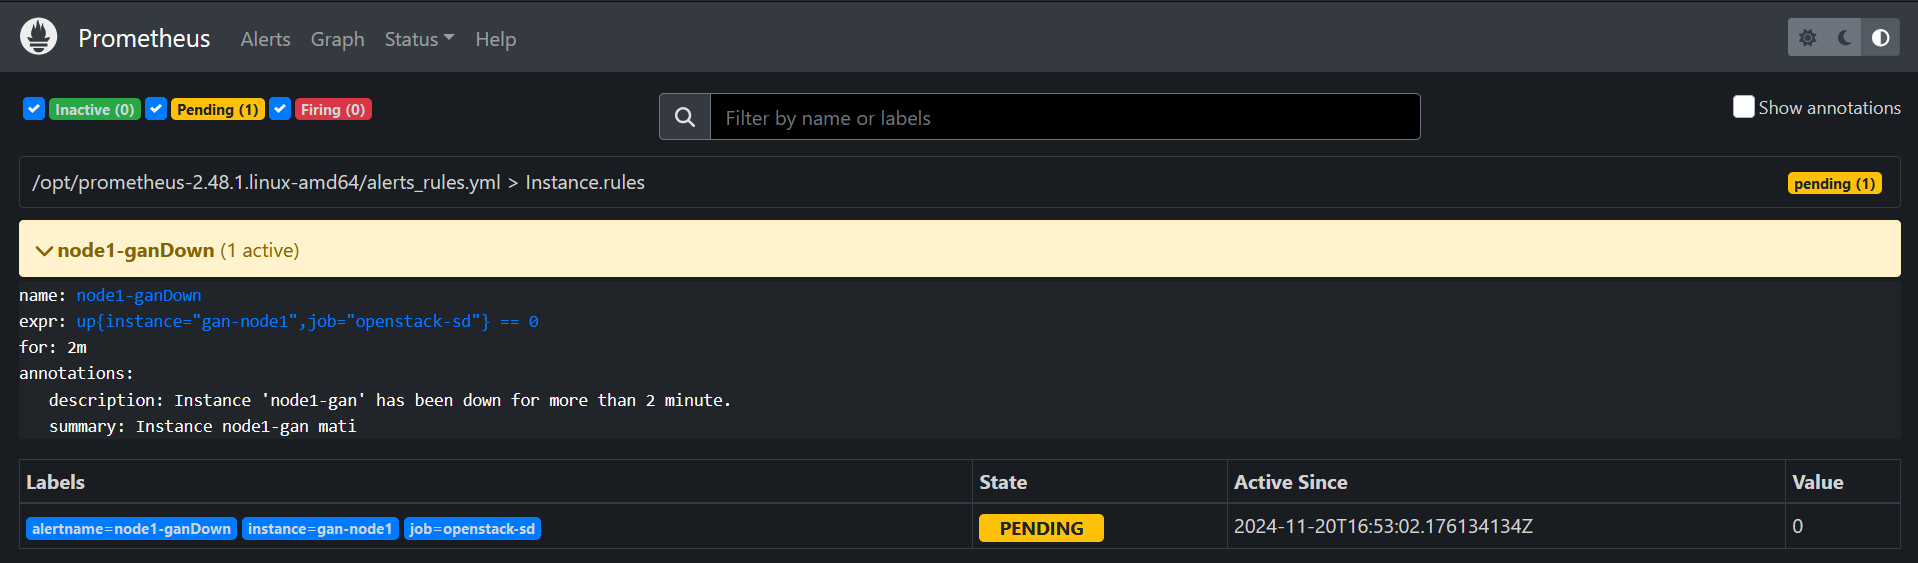 Prometheus Alerts Graph Status Help
Inactive (0) Pending (1) Firing (0) Filter by name or labels Show annotations
/opt/prometheus-2.48.1.linux-amd64/alerts_rules.yml > Instance.rules pending (1)
node1-ganDown (1 active)
name: node1-ganDown
expr: up{instance="gan-node1",job="openstack-sd"} == 0
for: 2m
annotations:
description: Instance 'node1-gan' has been down for more than 2 minute.
summary: Instance node1-gan mati
Labels State Active Since Value
alertname=node1-ganDown instance=gan-node1 job=openstack-sd PENDING 2024-11-20T16:53:02.176134134Z 0